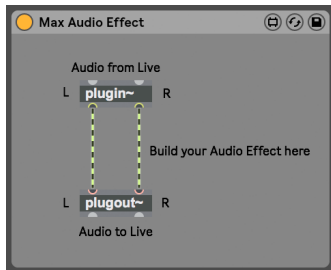 Max Audio Effect
Audio from Live
L plugin~ R
Build your Audio Effect here
L plugout~ R
Audio to Live